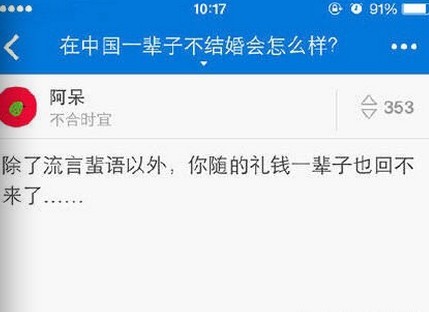 10:17
91%
在中国一辈子不结婚会怎么样?
阿呆
不合时宜
353
除了流言蜚语以外，你随的礼钱一辈子也回不
来了……